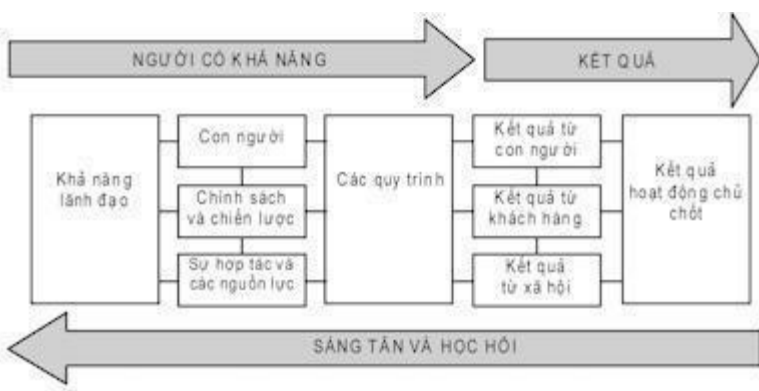 NGƯỜI CÓ KHẢ NĂNG
KẾT QUẢ
Khả năng
lãnh đạo
Con người
Chính sách
và chiến lược
Sự hợp tác và
các nguồn lực
Các quy trình
Kết quả từ
con người
Kết quả từ
khách hàng
Kết quả
từ xã hội
Kết quả
hoạt động chủ
chốt
SÁNG TÂN VÀ HỌC HỎI